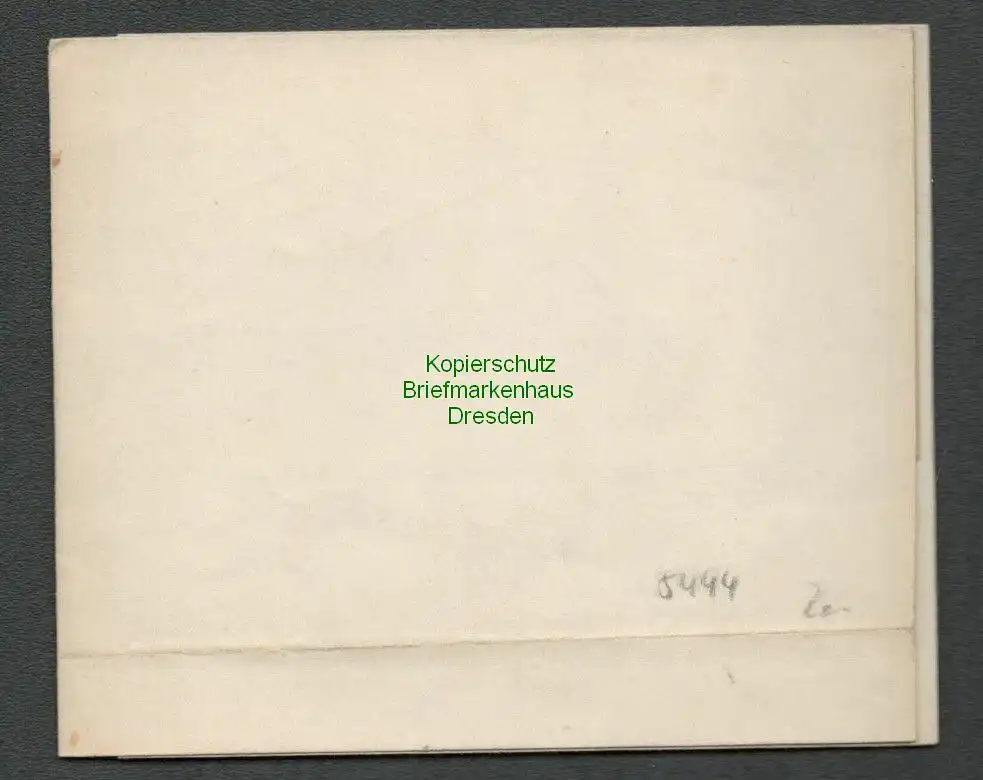 Kopierschutz
Briefmarkenhaus
Dresden
5444